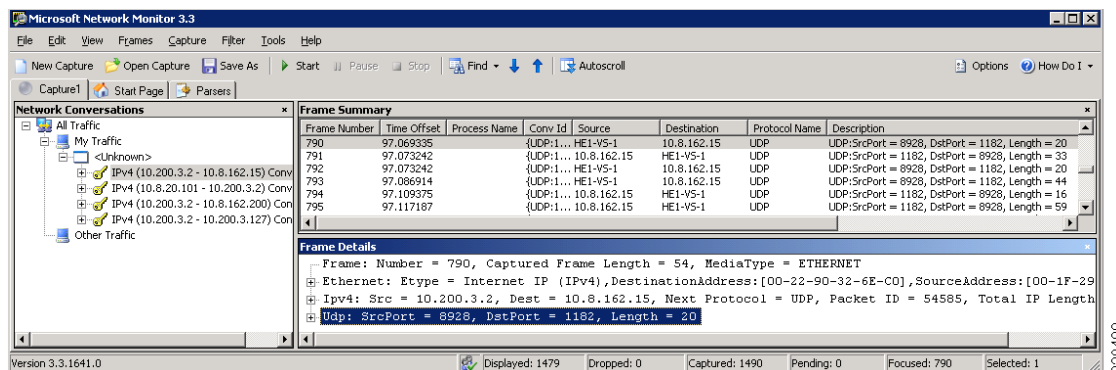 Microsoft Network Monitor 3.3
File Edit View Frames Capture Filter Tools Help
New Capture Open Capture Save As Start Pause Stop Find Autoscroll Options How Do I
Capture1 Start Page Parsers
Network Conversations
All Traffic
My Traffic
<Unknown>
IPv4 (10.200.3.2 - 10.8.162.15) Conv
IPv4 (10.8.20.101 - 10.200.3.2) Con
IPv4 (10.200.3.2 - 10.8.162.200) Con
IPv4 (10.200.3.2 - 10.200.3.127) Con
Other Traffic
Frame Summary
Frame Number Time Offset Process Name Conv Id Source Destination Protocol Name Description
790 97.069335 {UDP:1... HE1-VS-1 10.8.162.15 UDP UDP:SrcPort = 8928, DstPort = 1182, Length = 20
791 97.073242 {UDP:1... 10.8.162.15 HE1-VS-1 UDP UDP:SrcPort = 1182, DstPort = 8928, Length = 33
792 97.073242 {UDP:1... HE1-VS-1 10.8.162.15 UDP UDP:SrcPort = 8928, DstPort = 1182, Length = 20
793 97.086914 {UDP:1... HE1-VS-1 10.8.162.15 UDP UDP:SrcPort = 8928, DstPort = 1182, Length = 44
794 97.109375 {UDP:1... 10.8.162.15 HE1-VS-1 UDP UDP:SrcPort = 1182, DstPort = 8928, Length = 16
795 97.117187 {UDP:1... 10.8.162.15 HE1-VS-1 UDP UDP:SrcPort = 1182, DstPort = 8928, Length = 59
Frame Details
Frame: Number = 790, Captured Frame Length = 54, MediaType = ETHERNET
Ethernet: Etype = Internet IP (IPv4),DestinationAddress:[00-22-90-32-6E-C0],SourceAddress:[00-1F-29
Ipv4: Src = 10.200.3.2, Dest = 10.8.162.15, Next Protocol = UDP, Packet ID = 54585, Total IP Length
Udp: SrcPort = 8928, DstPort = 1182, Length = 20
Version 3.3.1641.0 Displayed: 1479 Dropped: 0 Captured: 1490 Pending: 0 Focused: 790 Selected: 1